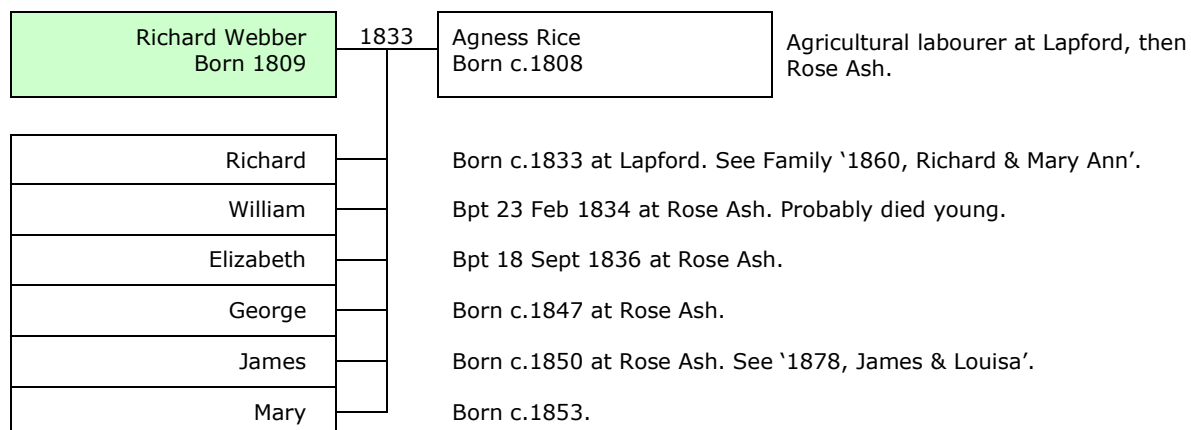 Richard Webber
Born 1809
1833
Agness Rice
Born c.1808
Agricultural labourer at Lapford, then
Rose Ash.
Richard
Born c.1833 at Lapford. See Family ‘1860, Richard & Mary Ann’.
William
Bpt 23 Feb 1834 at Rose Ash. Probably died young.
Elizabeth
Bpt 18 Sept 1836 at Rose Ash.
George
Born c.1847 at Rose Ash.
James
Born c.1850 at Rose Ash. See ‘1878, James & Louisa’.
Mary
Born c.1853.